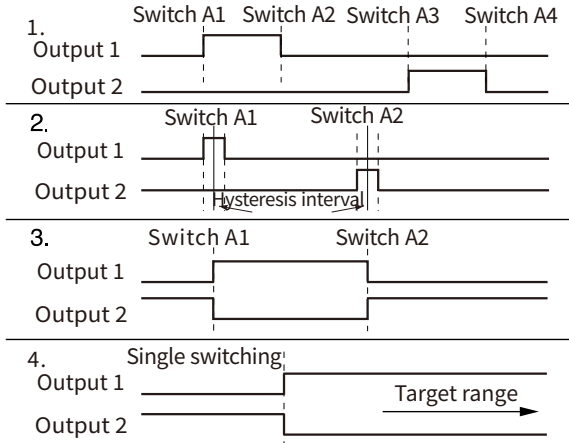 Switch A1 Switch A2 Switch A3 Switch A4
1.
Output 1
Output 2
2.
Switch A1 Switch A2
Output 1
Output 2
Hysteresis interval
3.
Switch A1 Switch A2
Output 1
Output 2
4.
Single switching
Output 1
Target range
Output 2